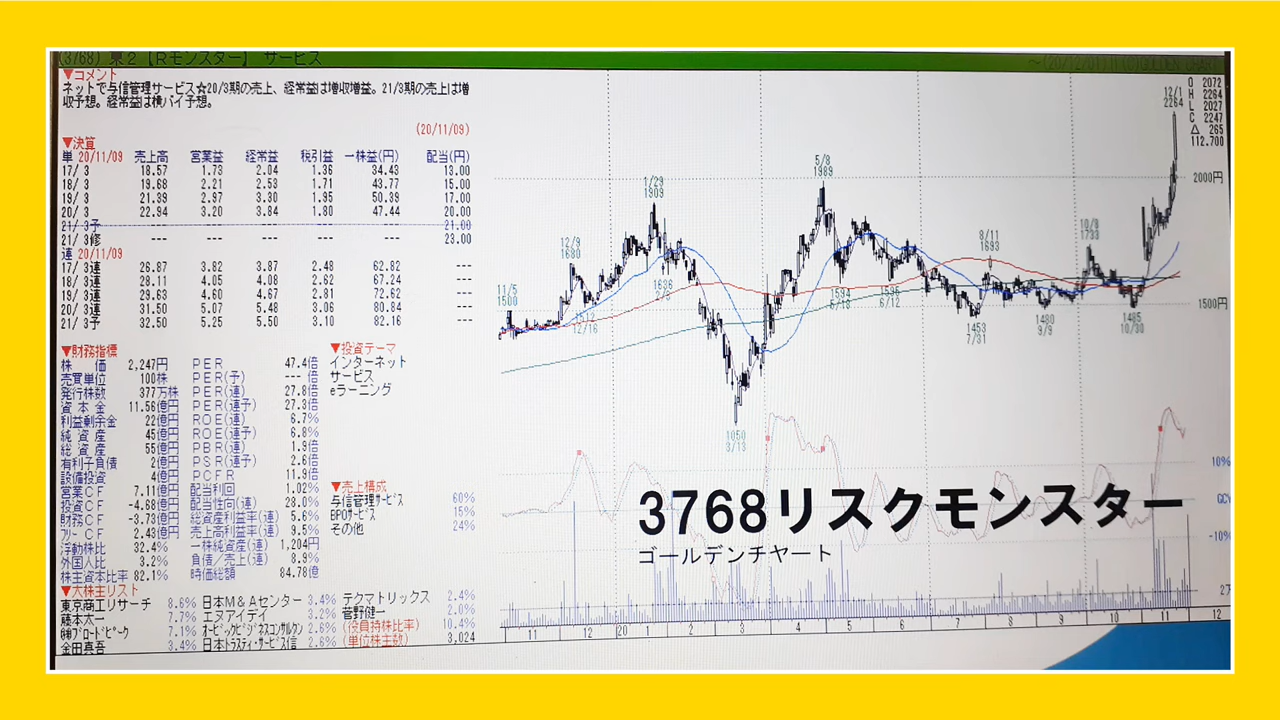 (3768) 東2【Rモンスター】 サービス
▼コメント
ネットで与信管理サービス☆20/3期の売上、経常益は増収増益。21/3期の売上は増
収予想。経常益は横バイ予想。
(20/11/09)
▼決算
単 20/11/09 売上高 営業益 経常益 税引益 一株益(円) 配当(円)
17/ 3 18.57 1.73 2.04 1.36 34.43 13.00
18/ 3 19.68 2.21 2.53 1.71 43.77 15.00
19/ 3 21.39 2.97 3.30 1.95 50.39 17.00
20/ 3 22.94 3.20 3.84 1.80 47.44 20.00
21/ 3予 --- --- --- --- --- 21.00
21/ 3修 --- --- --- --- --- 23.00
連 20/11/09
17/ 3連 26.87 3.82 3.87 2.48 62.82 ---
18/ 3連 28.11 4.05 4.08 2.62 67.24 ---
19/ 3連 29.63 4.60 4.67 2.81 72.62 ---
20/ 3連 31.50 5.07 5.48 3.06 80.84 ---
21/ 3予 32.50 5.25 5.50 3.10 82.16 ---
▼財務指標
株 価 2,247円 PER 47.4倍
売買単位 100株 PER(予) --- 倍
発行株数 377万株 PER(連) 27.8倍
資 本 金 11.56億円 PER(連予) 27.3倍
利益剰余金 22億円 ROE(連) 6.7%
純 資 産 45億円 ROE(連予) 6.8%
総 資 産 55億円 PBR(連) 1.9倍
有利子負債 2億円 PSR(連予) 2.6倍
設備投資 4億円 PCFR 11.9倍
営業CF 7.11億円 配当利回 1.02%
投資CF -4.68億円 配当性向(連) 28.0%
財務CF -3.73億円 総資産利益率(連) 5.6%
フリーCF 2.43億円 売上高利益率(連) 9.5%
浮動株比 32.4% 一株純資産(連) 1,204円
外国人比 3.2% 負債/売上(連) 8.9%
株主資本比率 82.1% 時価総額 84.78億
▼投資テーマ
インターネット
サービス
eラーニング
▼売上構成
与信管理サービス 60%
BPOサービス 15%
その他 24%
▼大株主リスト
東京商工リサーチ 8.6% 日本M&Aセンター 3.4% テクマトリックス 2.4%
藤本太一 7.7% エヌアイデイ 3.2% 菅野健一 2.0%
㈱ブロードピーク 7.1% オービックビジネスコンサルタン 2.6% (役員持株比率) 10.4%
金田真吾 3.4% 日本トラスティ・サービス信 2.6% (単位株主数) 3,024
O 2072
H 2264
L 2027
C 2247
△ 265
112.700
12/1
2264
5/8
1989
1/29
1909
2000円
12/9
1680
10/8
1733
8/11
1693
11/5
1500
1636
1512
12/16
1594
6/12
1500円
1453
7/31
1480
9/9
1485
10/30
1050
3/13
10%
-10%
3768リスクモンスター
ゴールデンチャート
11 12 20 1 2 3 4 5 6 7 8 9 10 11 12